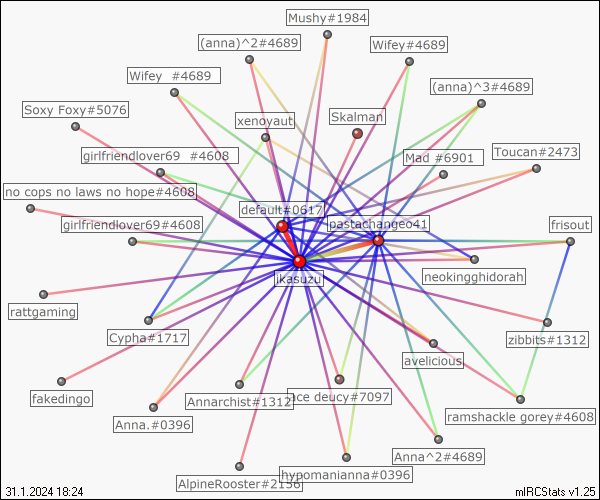 Mushy#1984
(anna)^2#4689
Wifey#4689
Wifey  #4689
(anna)^3#4689
Soxy Foxy#5076
xenoyaut
Skalman
girlfriendlover69  #4608
Mad #6901
Toucan#2473
no cops no laws no hope#4608
default#0617
girlfriendlover69#4608
pastachange041
frisout
ikasuzu
neokingghidorah
rattgaming
Cypha#1717
zibbits#1312
avelicious
fakedingo
Annarchist#1312
ace deucy#7097
ramshackle gorey#4608
Anna.#0396
Anna^2#4689
hypomanianna#0396
AlpineRooster#2156
31.1.2024 18:24
mIRCStats v1.25